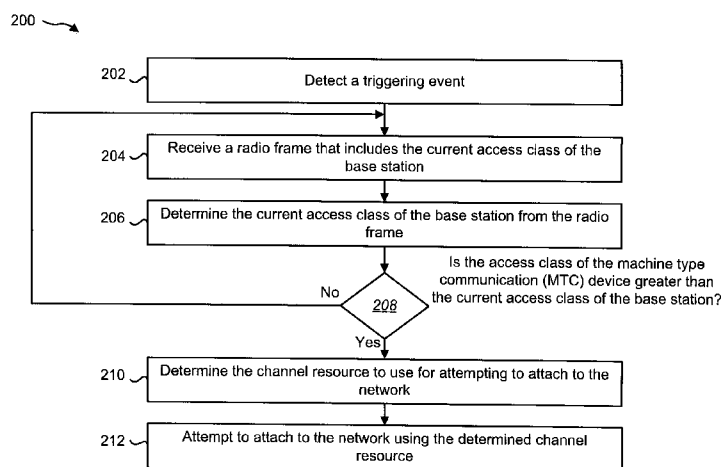 200
202
Detect a triggering event
204
Receive a radio frame that includes the current access class of the
base station
206
Determine the current access class of the base station from the radio
frame
Is the access class of the machine type
communication (MTC) device greater than
the current access class of the base station?
No
208
Yes
210
Determine the channel resource to use for attempting to attach to the
network
212
Attempt to attach to the network using the determined channel
resource